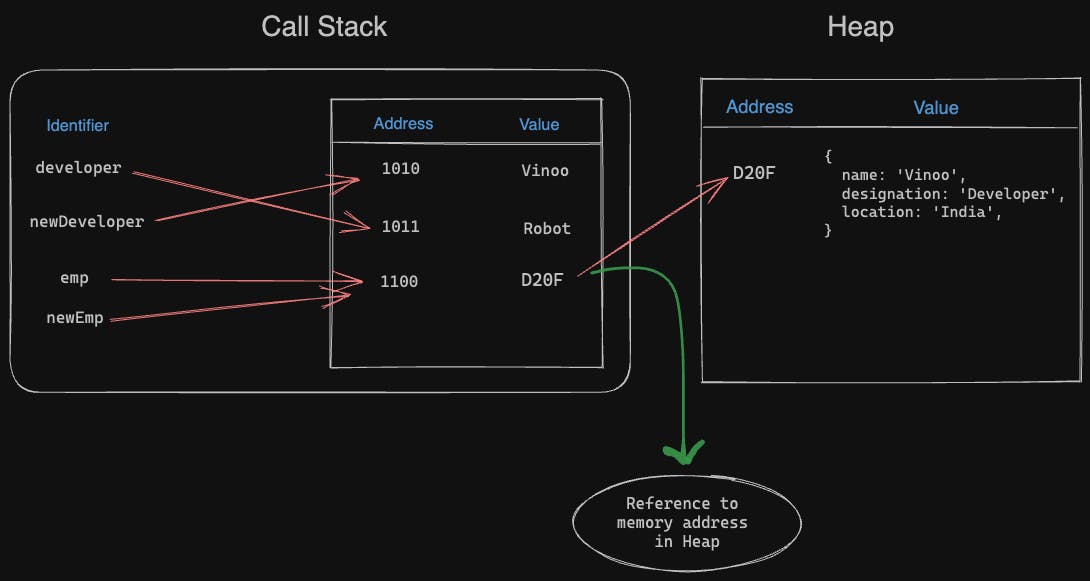 Call Stack
Heap
Identifier
Address Value
developer
newDeveloper
emp
newEmp
1010 Vinoo
1011 Robot
1100 D20F
Address Value
D20F
{
name: 'Vinoo',
designation: 'Developer',
location: 'India',
}
Reference to
memory address
in Heap